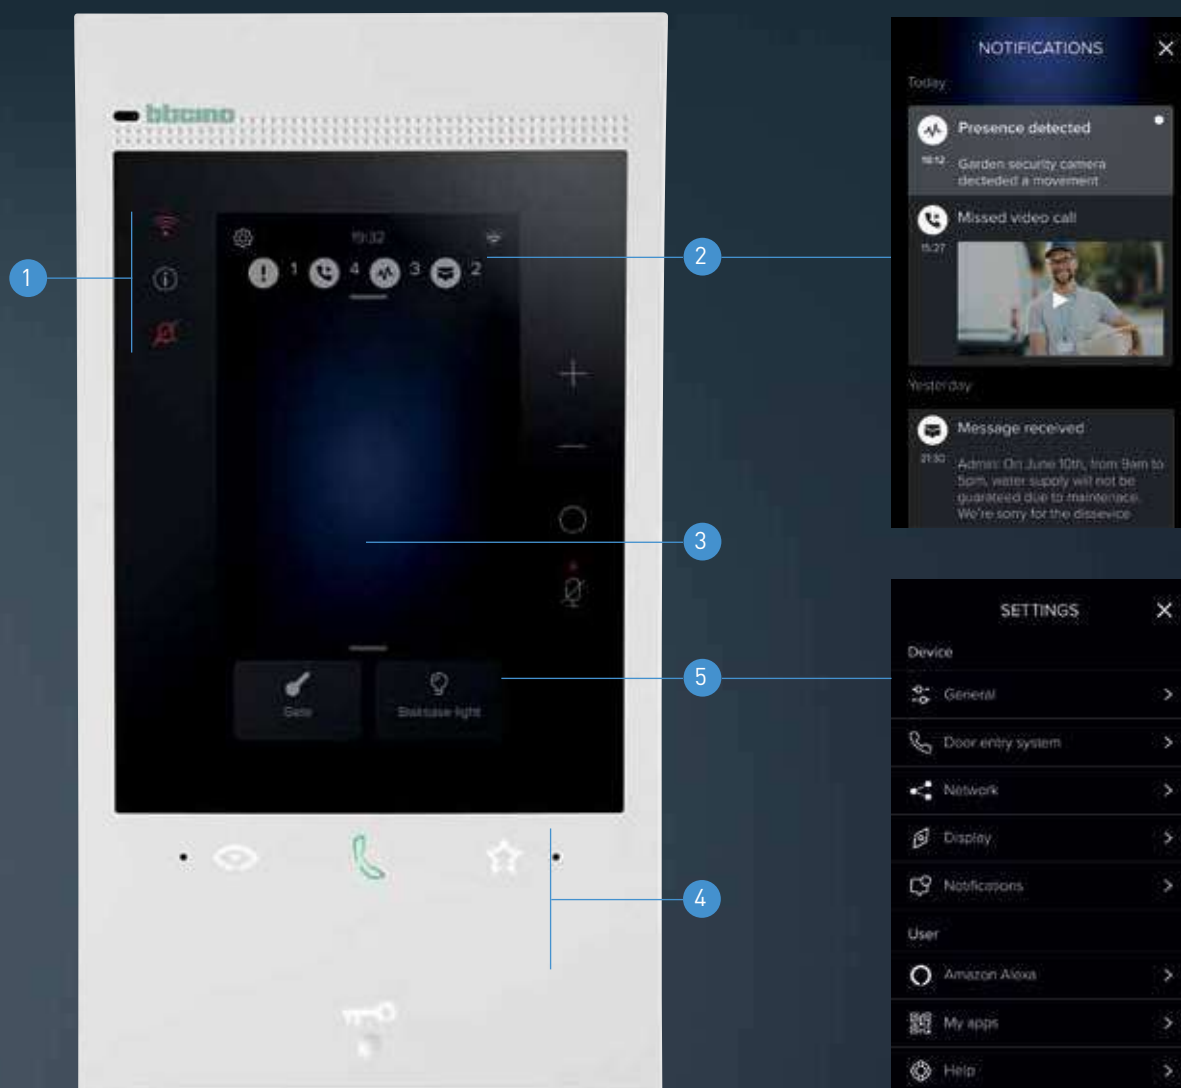 bticino
19:32
1 4 3 2
Gate
Staircase light
1
2
3
5
4
NOTIFICATIONS
Today
Presence detected
Garden security camera
decteded a movement
Missed video call
15:27
Yesterday
Message received
21:30
Admin: On June 10th, from 9am to
5pm, water supply will not be
guarateed due to maintenace.
We're sorry for the dissevice
SETTINGS
Device
General
Door entry system
Network
Display
Notifications
User
Amazon Alexa
My apps
Help